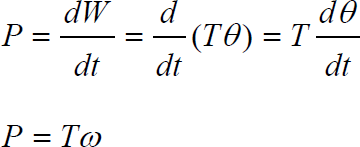 P = dW/dt = d/dt (Tθ) = T dθ/dt
P = Tω